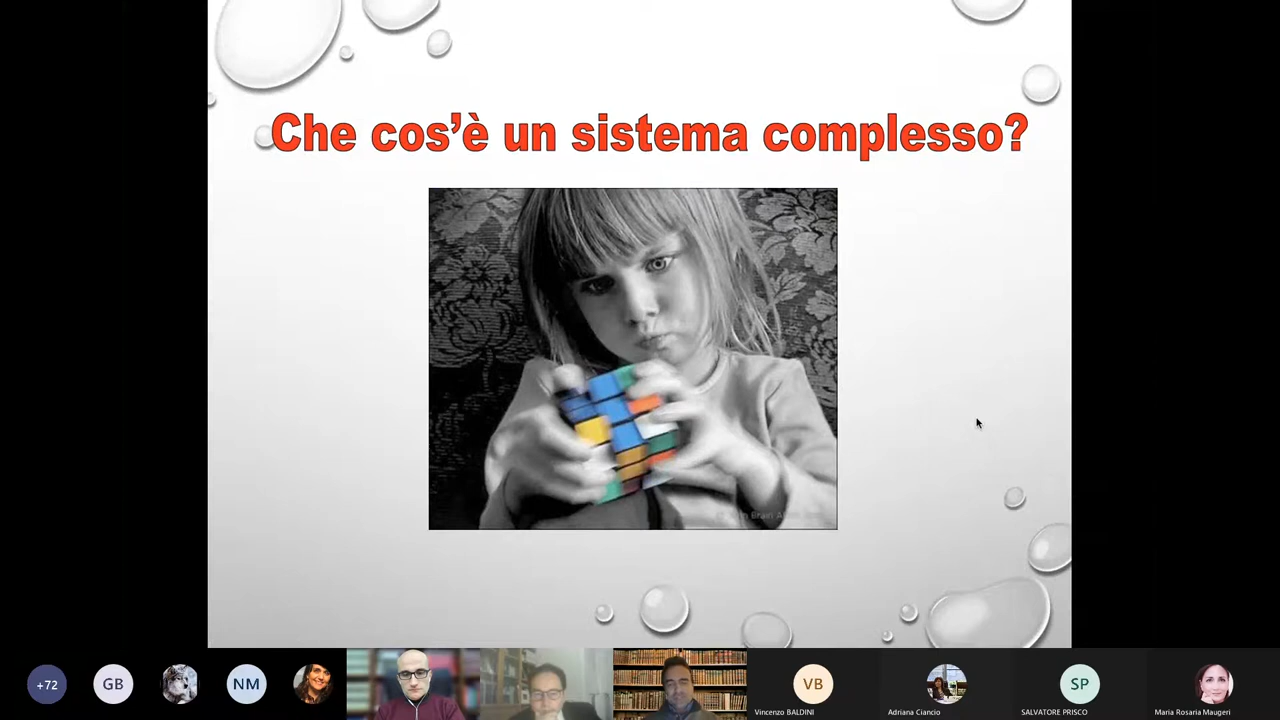 Che cos'è un sistema complesso?
+72
GB
NM
VB
Vincenzo BALDINI
Adriana Ciancio
SP
SALVATORE PRISCO
Maria Rosaria Maugeri